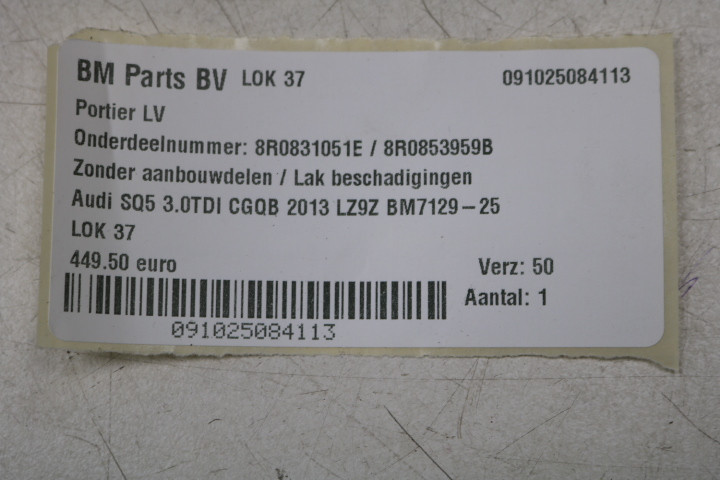 BM Parts BV LOK 37 091025084113
Portier LV
Onderdeelnummer: 8R0831051E / 8R0853959B
Zonder aanbouwdelen / Lak beschadigingen
Audi SQ5 3.0TDI CGQB 2013 LZ9Z BM7129-25
LOK 37
449.50 euro Verz: 50
Aantal: 1
091025084113